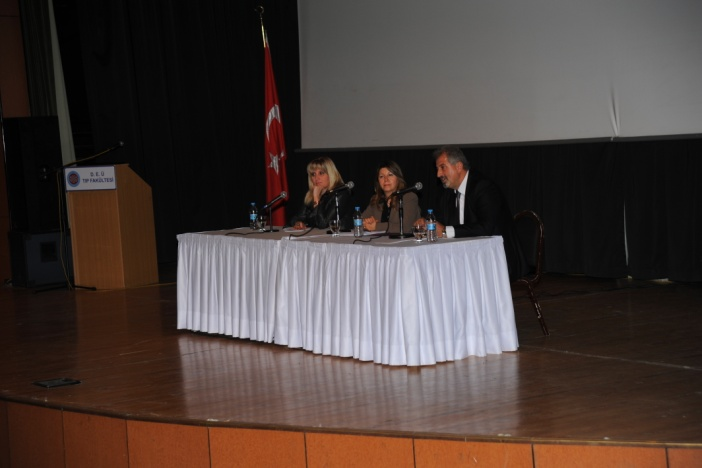 D. E. Ü
TIP FAKÜLTESİ